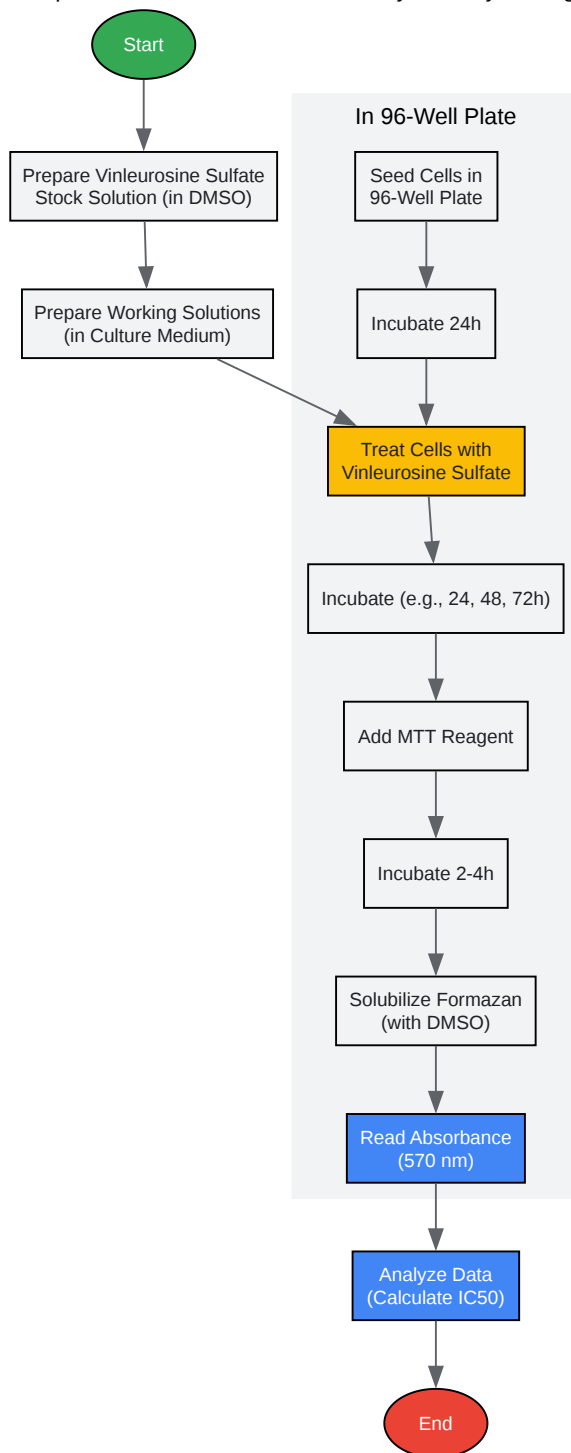 Start
Prepare Vinleurosine Sulfate
Stock Solution (in DMSO)
Prepare Working Solutions
(in Culture Medium)
In 96-Well Plate
Seed Cells in
96-Well Plate
Incubate 24h
Treat Cells with
Vinleurosine Sulfate
Incubate (e.g., 24, 48, 72h)
Add MTT Reagent
Incubate 2-4h
Solubilize Formazan
(with DMSO)
Read Absorbance
(570 nm)
Analyze Data
(Calculate IC50)
End